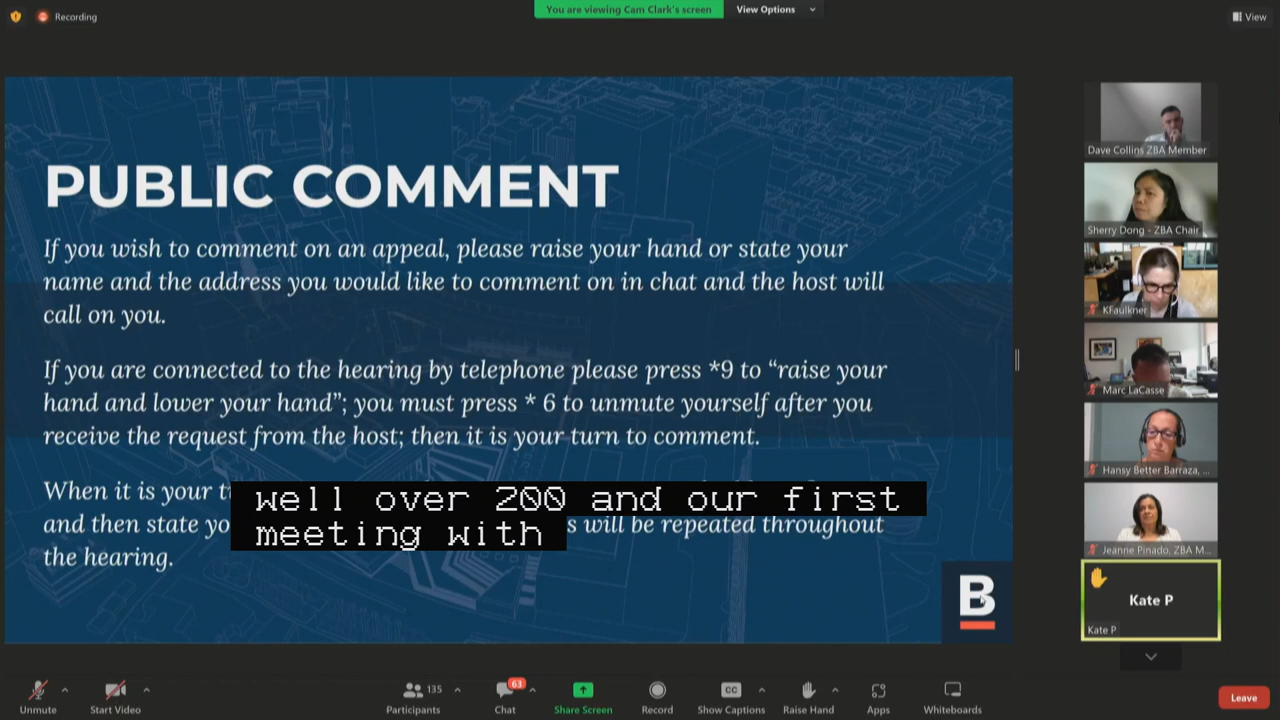 Recording
You are viewing Cam Clark's screen
View Options
View
PUBLIC COMMENT
If you wish to comment on an appeal, please raise your hand or state your
name and the address you would like to comment on in chat and the host will
call on you.
If you are connected to the hearing by telephone please press *9 to “raise your
hand and lower your hand”; you must press * 6 to unmute yourself after you
receive the request from the host; then it is your turn to comment.
When it is your
and then state
s will be repeated throughout
the hearing.
well over 200 and our first
meeting with
B
Dave Collins ZBA Member
Sherry Dong - ZBA Chair
KFaulkner
Marc LaCasse
Hansy Better Barraza, ...
Jeanne Pinado, ZBA M...
Kate P
Kate P
Unmute
Start Video
135
Participants
63
Chat
Share Screen
Record
CC
Show Captions
Raise Hand
Apps
Whiteboards
Leave